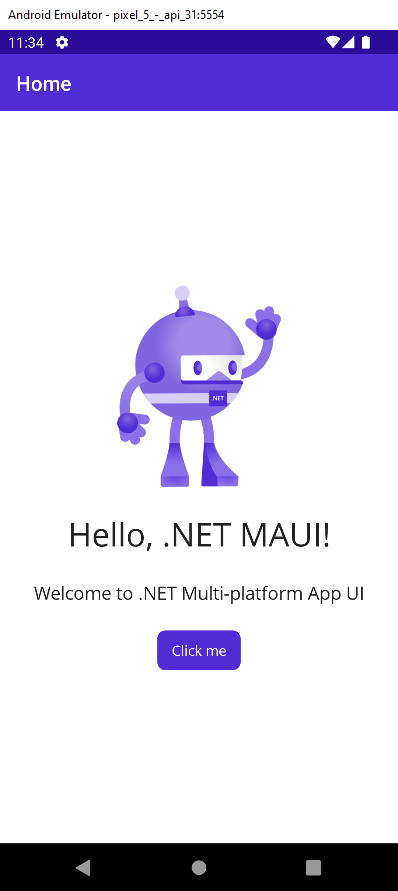 Android Emulator - pixel_5_-_api_31:5554
11:34
Home
.NET
Hello, .NET MAUI!
Welcome to .NET Multi-platform App UI
Click me